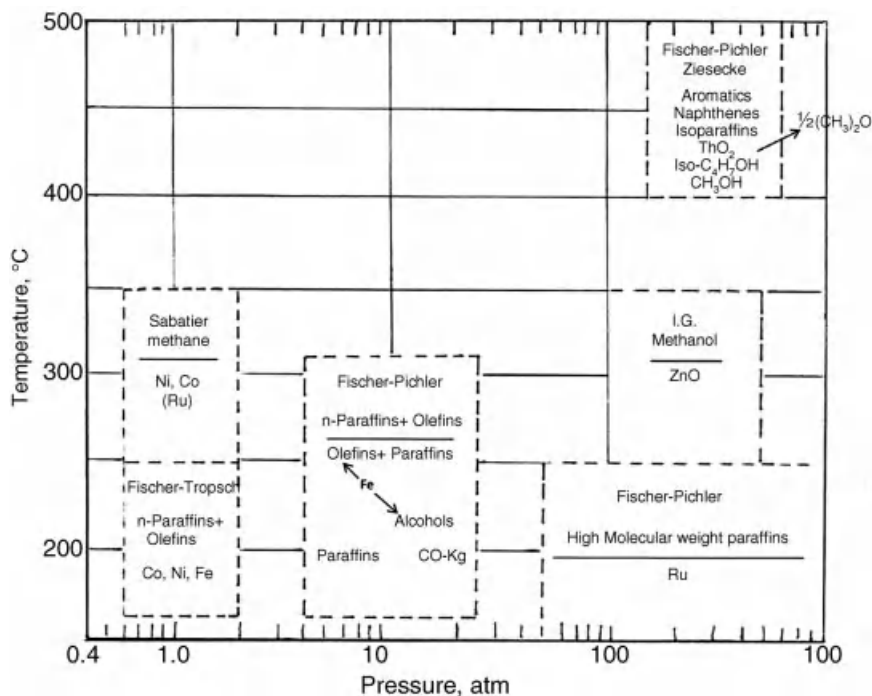 500
400
300
200
Temperature, °C
Fischer-Pichler
Ziesecke
Aromatics
Naphthenes
Isoparaffins
ThO₂
Iso-C₄H₇OH
CH₃OH
½(CH₃)₂O
Sabatier
methane
Ni, Co
(Ru)
Fischer-Tropsch
n-Paraffins+
Olefins
Co, Ni, Fe
Fischer-Pichler
n-Paraffins+ Olefins
Olefins+ Paraffins
Fe
Alcohols
Paraffins CO-Kg
I.G.
Methanol
ZnO
Fischer-Pichler
High Molecular weight paraffins
Ru
0.4 1.0 10 100 100
Pressure, atm